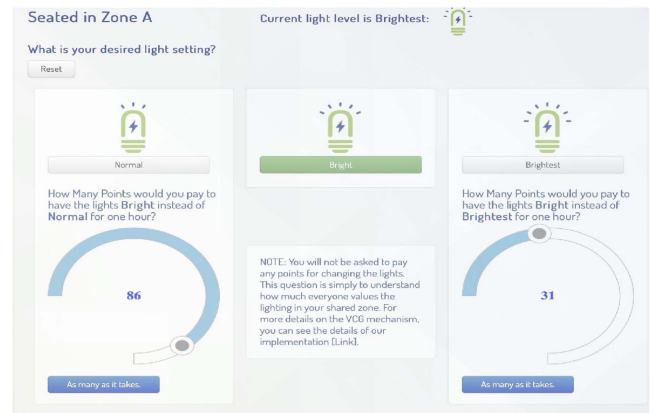 Seated in Zone A
Current light level is Brightest:
What is your desired light setting?
Reset
Normal
Bright
Brightest
How Many Points would you pay to
have the lights Bright instead of
Normal for one hour?
86
As many as it takes.
NOTE: You will not be asked to pay
any points for changing the lights.
This question is simply to understand
how much everyone values the
lighting in your shared zone. For
more details on the VCG mechanism,
you can see the details of our
implementation [Link].
How Many Points would you pay to
have the lights Bright instead of
Brightest for one hour?
31
As many as it takes.